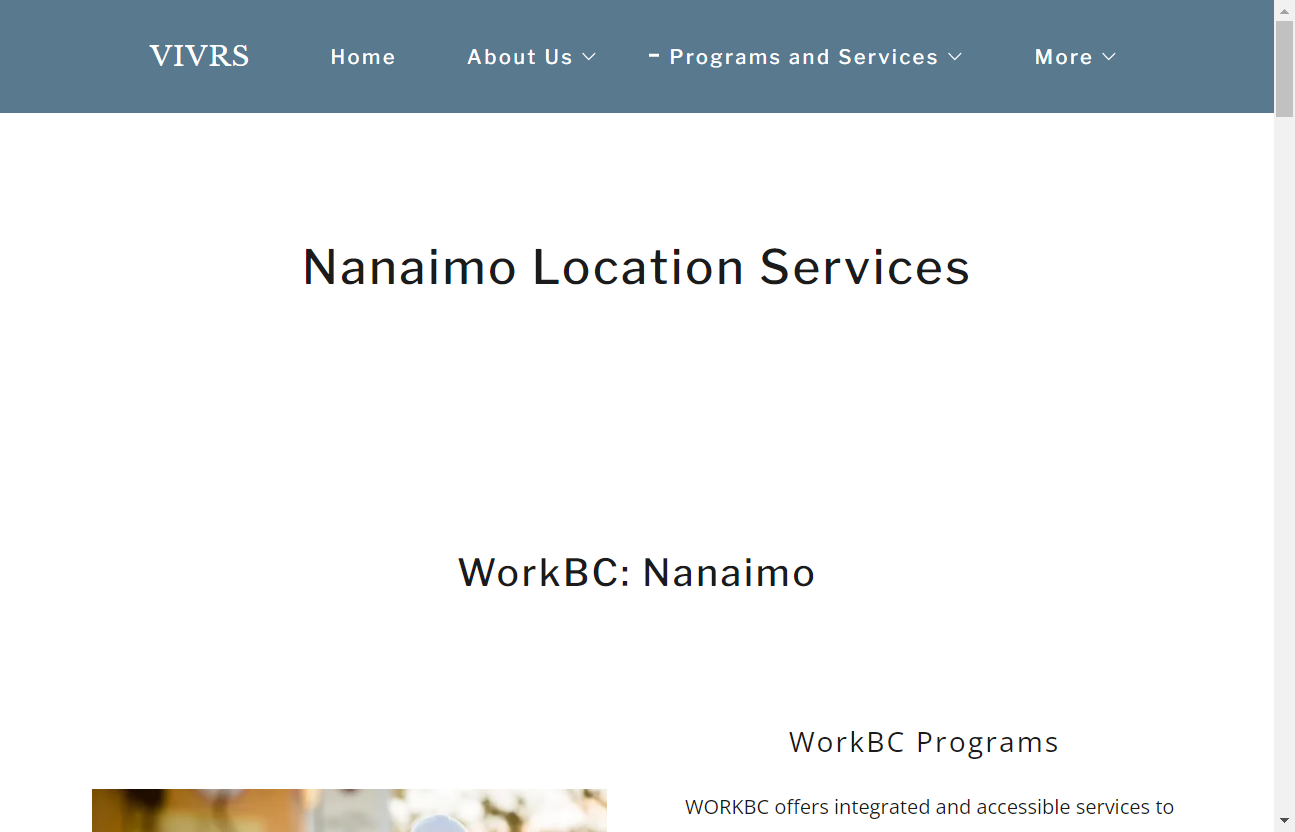 VIVRS
Home
About Us
Programs and Services
More
Nanaimo Location Services
WorkBC: Nanaimo
WorkBC Programs
WORKBC offers integrated and accessible services to